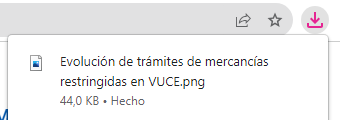 Evolución de trámites de mercancías
restringidas en VUCE.png
44,0 KB • Hecho